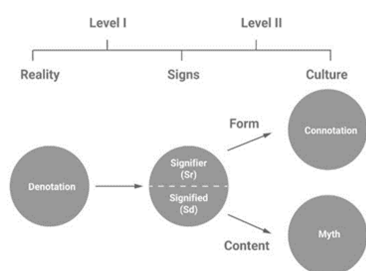 Level I
Level II
Reality
Signs
Culture
Form
Connotation
Denotation
Signifier
(Sr)
Signified
(Sd)
Content
Myth